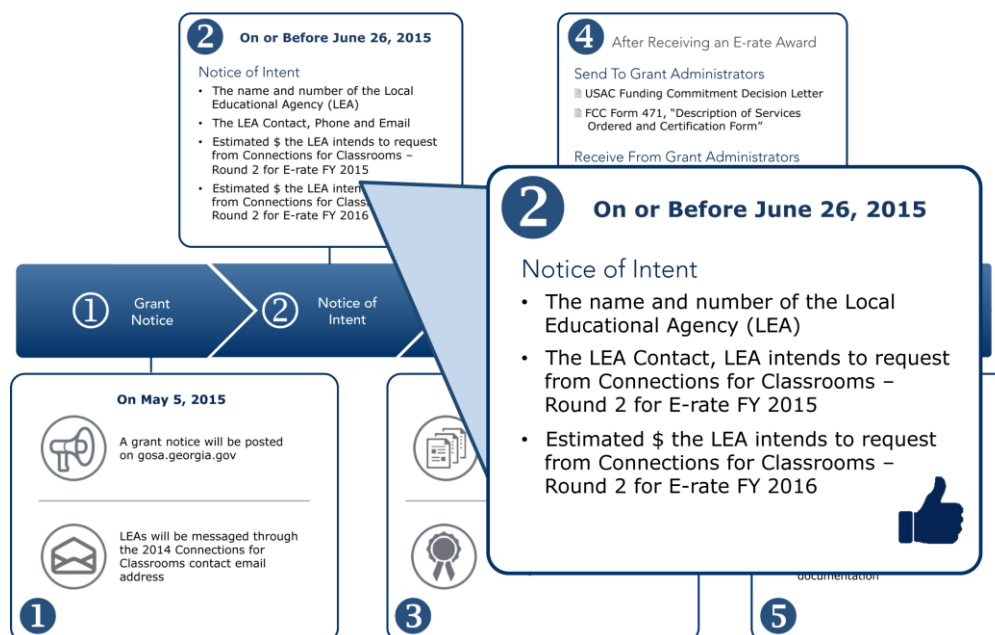 2 On or Before June 26, 2015
Notice of Intent
• The name and number of the Local
Educational Agency (LEA)
• The LEA Contact, Phone and Email
• Estimated $ the LEA intends to request
from Connections for Classrooms –
Round 2 for E-rate FY 2015
• Estimated $ the LEA
from Connections for
Round 2 for E-rate FY 2016
4 After Receiving an E-rate Award
Send To Grant Administrators
USAC Funding Commitment Decision Letter
FCC Form 471, “Description of Services
Ordered and Certification Form”
Receive From Grant Administrators
2 On or Before June 26, 2015
Notice of Intent
• The name and number of the Local
Educational Agency (LEA)
• The LEA Contact, LEA intends to request
from Connections for Classrooms –
Round 2 for E-rate FY 2015
• Estimated $ the LEA intends to request
from Connections for Classrooms –
Round 2 for E-rate FY 2016
1 Grant
Notice
2 Notice of
Intent
On May 5, 2015
A grant notice will be posted
on gosa.georgia.gov
LEAs will be messaged through
the 2014 Connections for
Classrooms contact email
address
1
3
documentation
5